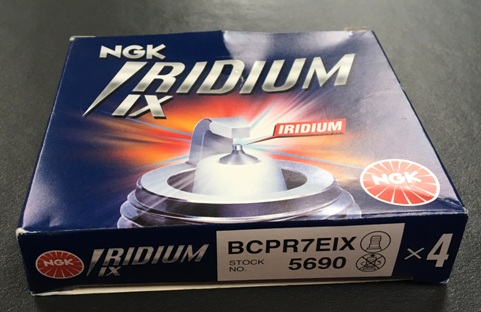 NGK
IRIDIUM
IX
IRIDIUM
NGK
NGK
IRIDIUM
IX
BCPR7EIX
STOCK
NO. 5690
×4